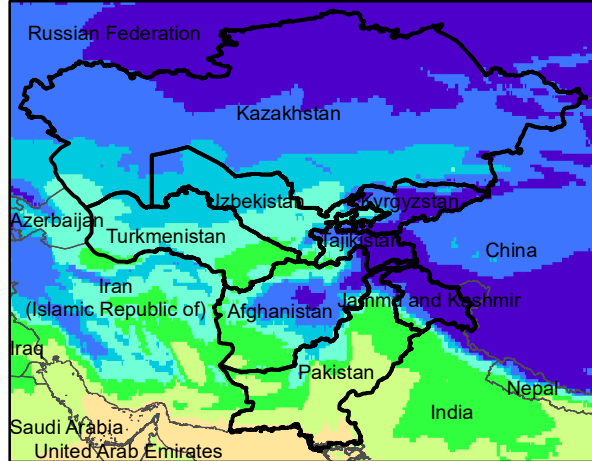 Russian Federation
Kazakhstan
Uzbekistan
Kyrgyzstan
Azerbaijan
Turkmenistan
Tajikistan
China
Iran
(Islamic Republic of)
Afghanistan
Jammu and Kashmir
Iraq
Pakistan
Nepal
India
Saudi Arabia
United Arab Emirates